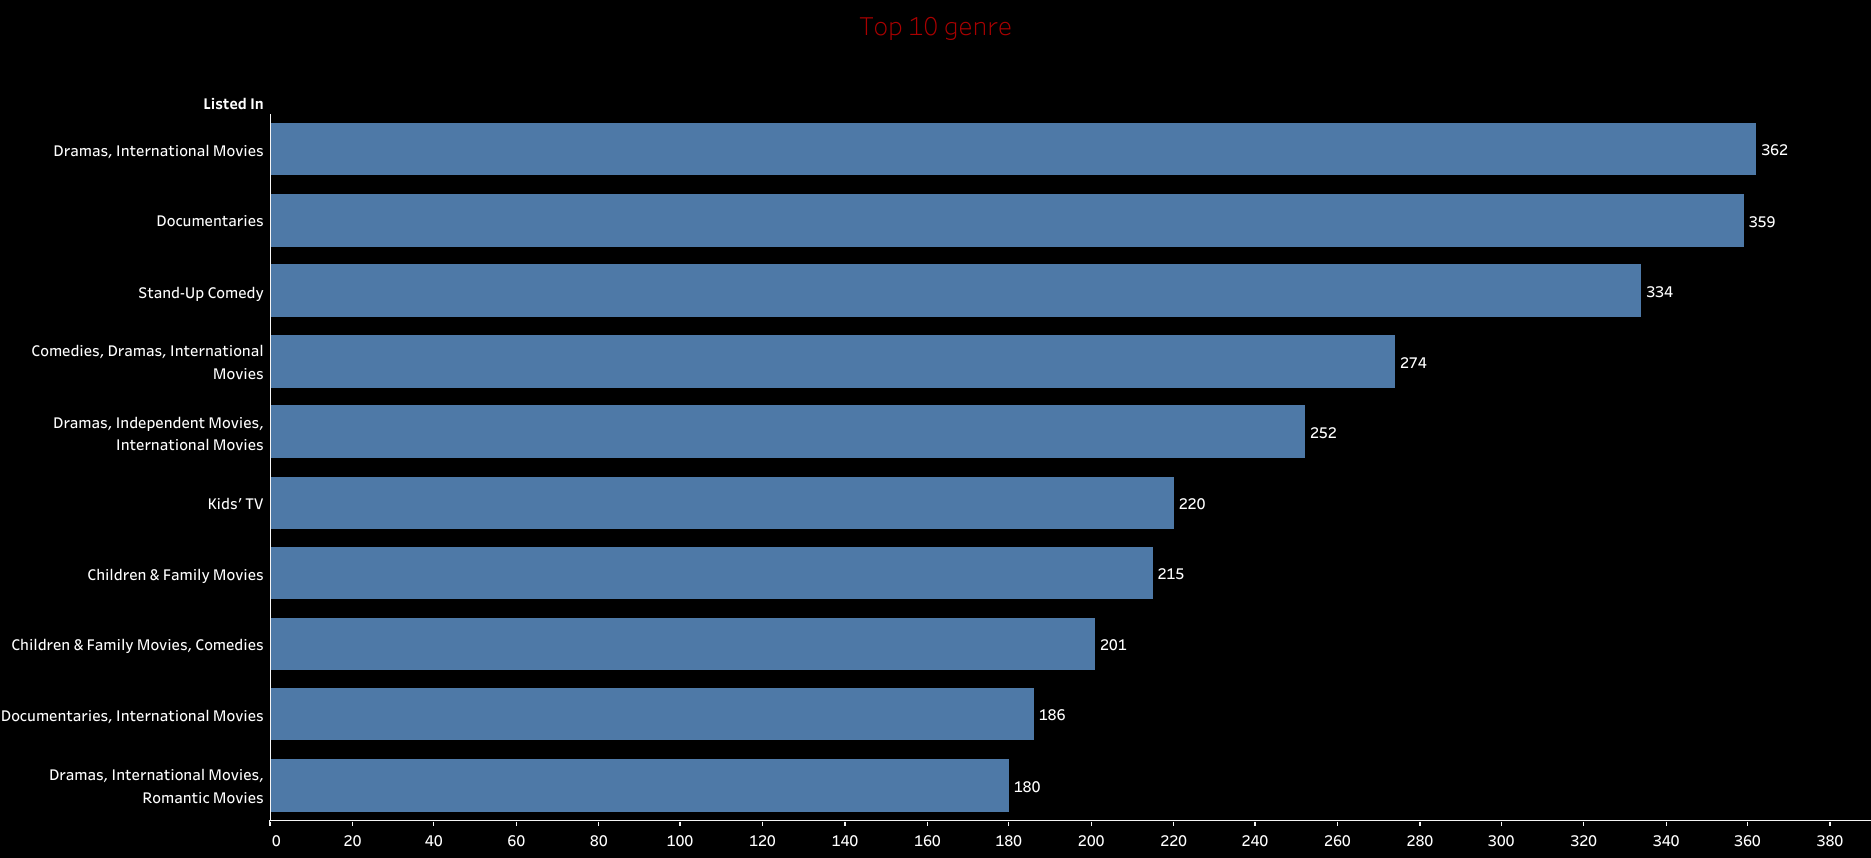 Top 10 genre
Listed In
Dramas, International Movies
362
Documentaries
359
Stand-Up Comedy
334
Comedies, Dramas, International
Movies
274
Dramas, Independent Movies,
International Movies
252
Kids’ TV
220
Children & Family Movies
215
Children & Family Movies, Comedies
201
Documentaries, International Movies
186
Dramas, International Movies,
Romantic Movies
180
0 20 40 60 80 100 120 140 160 180 200 220 240 260 280 300 320 340 360 380